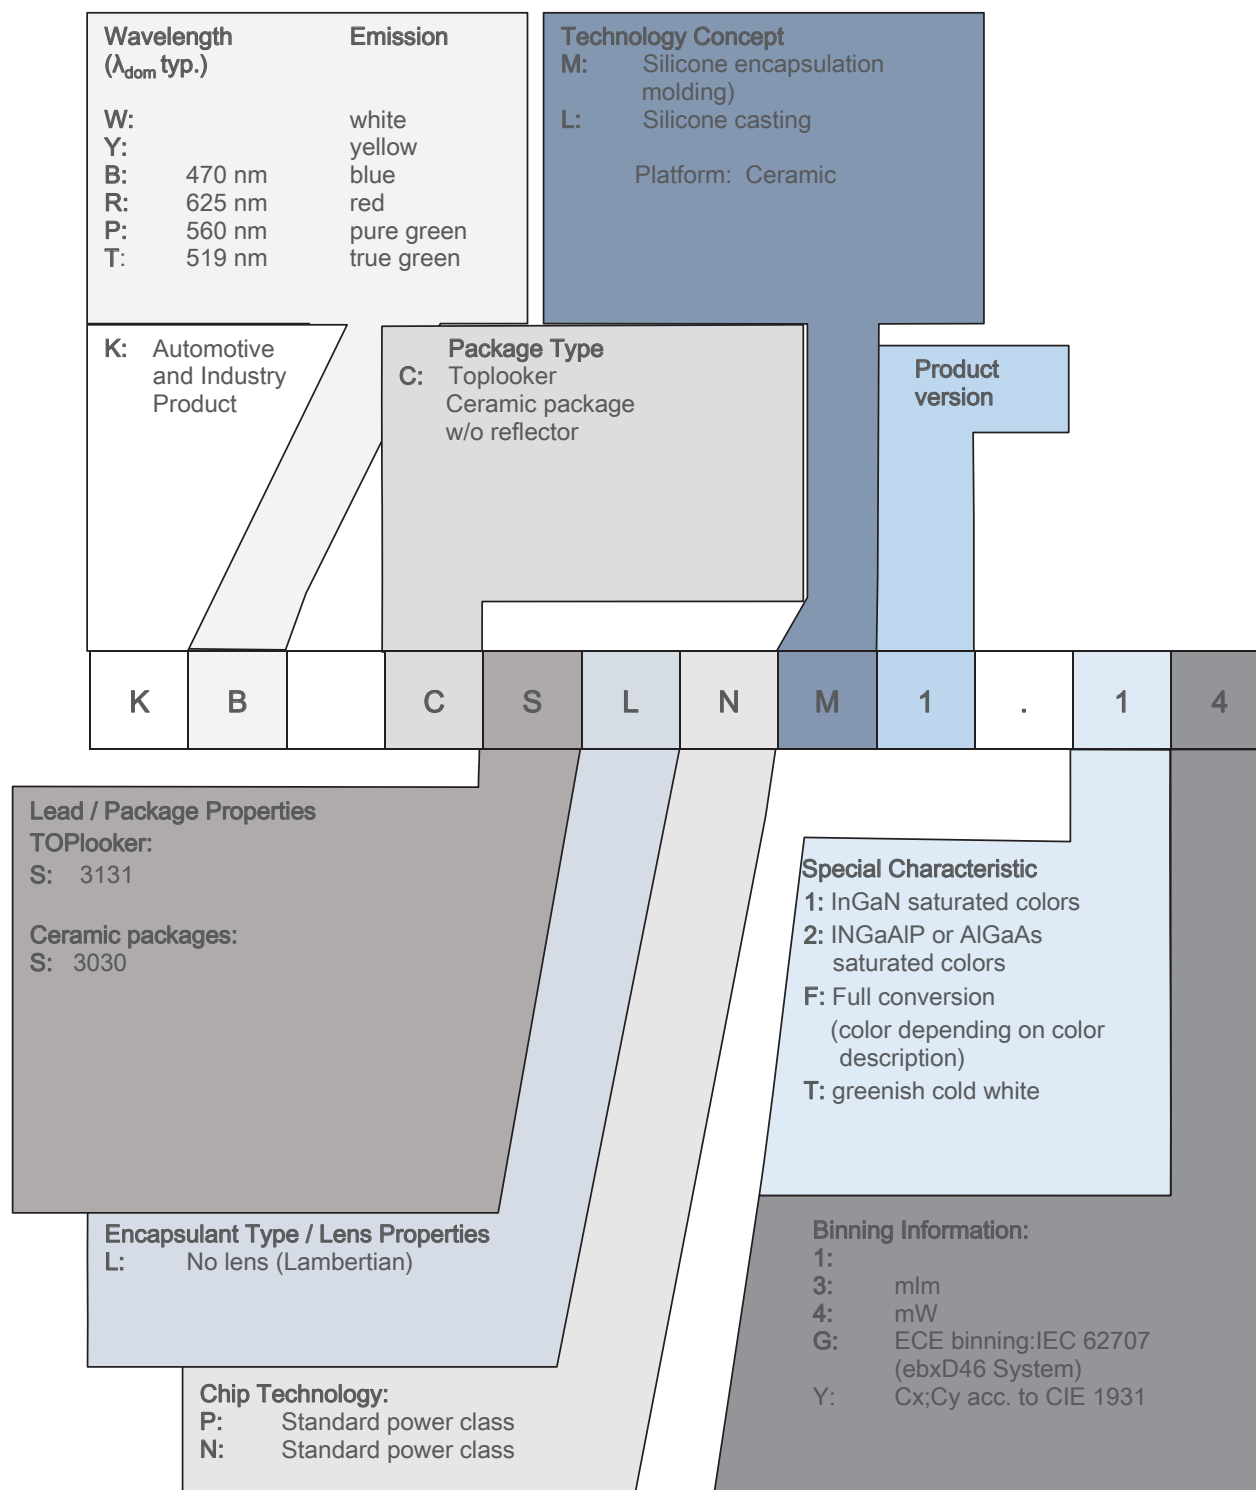 Wavelength Emission
(λdom typ.)
W: white
Y: yellow
B: 470 nm blue
R: 625 nm red
P: 560 nm pure green
T: 519 nm true green
Technology Concept
M: Silicone encapsulation
molding)
L: Silicone casting
Platform: Ceramic
K: Automotive
and Industry
Product
Package Type
C: Toplooker
Ceramic package
w/o reflector
Product
version
K B C S L N M 1 . 1 4
Lead / Package Properties
TOPlooker:
S: 3131
Ceramic packages:
S: 3030
Special Characteristic
1: InGaN saturated colors
2: INGaAlP or AlGaAs
saturated colors
F: Full conversion
(color depending on color
description)
T: greenish cold white
Encapsulant Type / Lens Properties
L: No lens (Lambertian)
Binning Information:
1:
3: mlm
4: mW
G: ECE binning:IEC 62707
(ebxD46 System)
Y: Cx;Cy acc. to CIE 1931
Chip Technology:
P: Standard power class
N: Standard power class